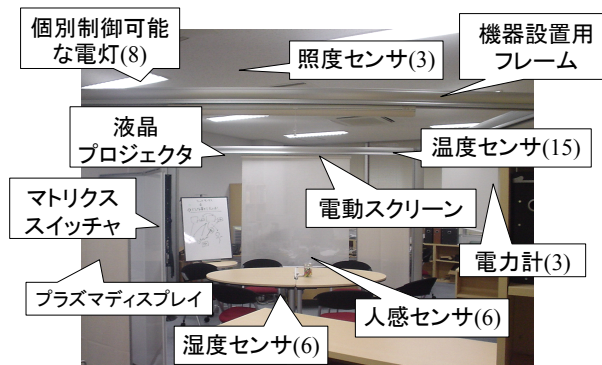 個別制御可能
な電灯(8)
照度センサ(3)
機器設置用
フレーム
液晶
プロジェクタ
温度センサ(15)
マトリクス
スイッチャ
電動スクリーン
電力計(3)
プラズマディスプレイ
人感センサ(6)
湿度センサ(6)